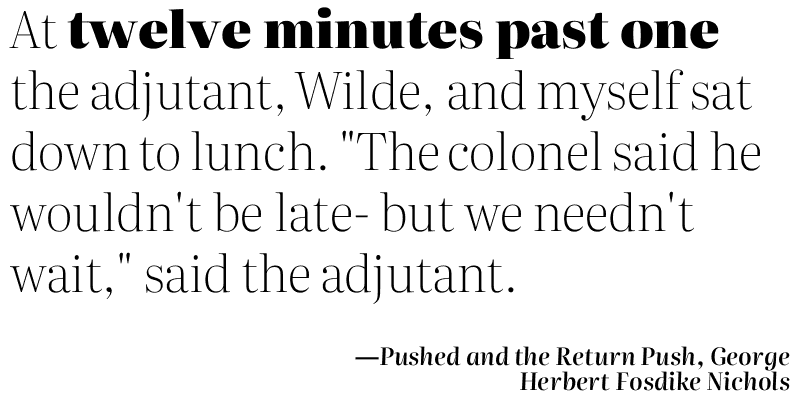 At twelve minutes past one
the adjutant, Wilde, and myself sat
down to lunch. "The colonel said he
wouldn't be late- but we needn't
wait," said the adjutant.
—Pushed and the Return Push, George
Herbert Fosdike Nichols